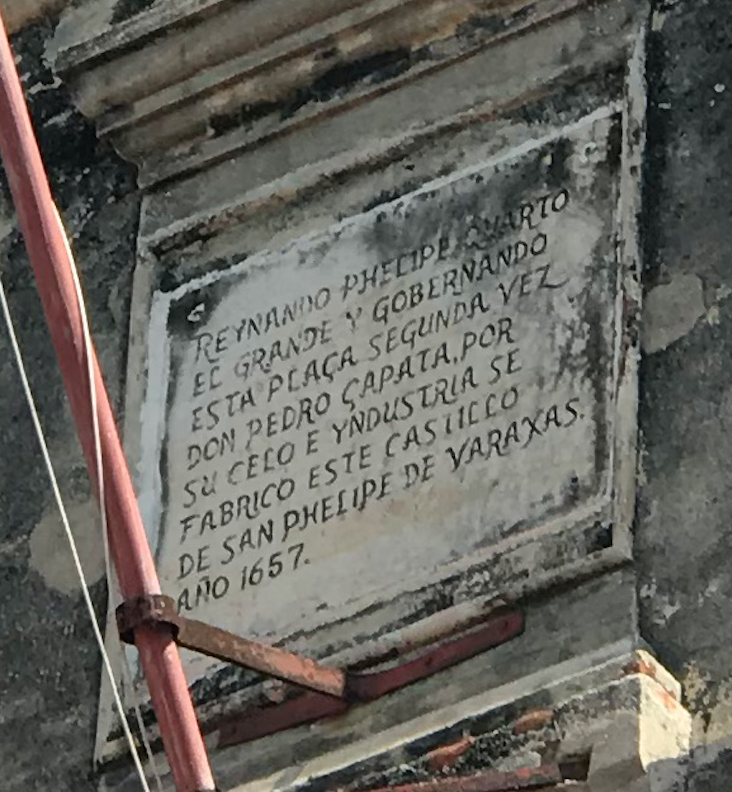 REYNANDO PHELIPE QUARTO
EL GRANDE Y GOBERNANDO
ESTA PLAÇA SEGUNDA VEZ
DON PEDRO ÇAPATA, POR
SU CELO E YNDUSTRIA SE
FABRICO ESTE CASTILLO
DE SAN PHELIPE DE VARAXAS.
AÑO 1657.